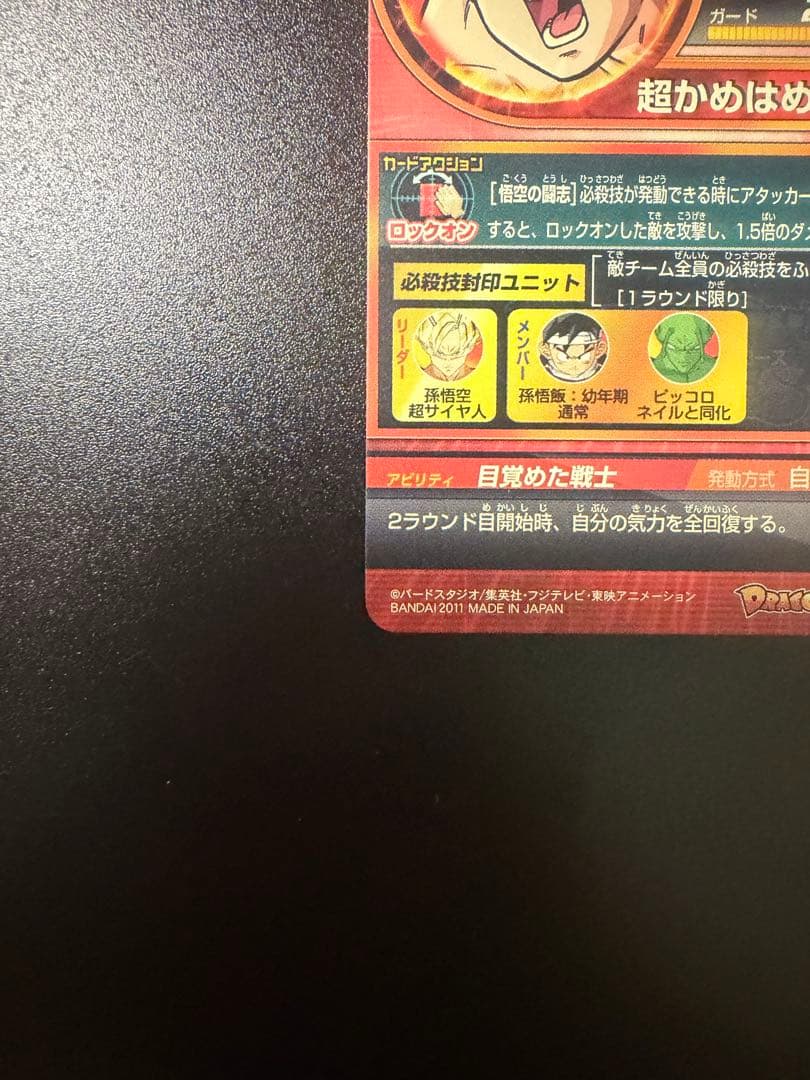 ガード
超かめはめ
カードアクション
ロックオン
[悟空の闘志]必殺技が発動できる時にアタッカー
すると、ロックオンした敵を攻撃し、1.5倍のダ
必殺技封印ユニット
敵チーム全員の必殺技をふ
[1ラウンド限り]
リーダー
孫悟空
超サイヤ人
メンバー
孫悟飯：幼年期
通常
ピッコロ
ネイルと同化
アビリティ 目覚めた戦士 発動方式 自
2ラウンド目開始時、自分の気力を全回復する。
©バードスタジオ/集英社・フジテレビ・東映アニメーション
BANDAI 2011 MADE IN JAPAN